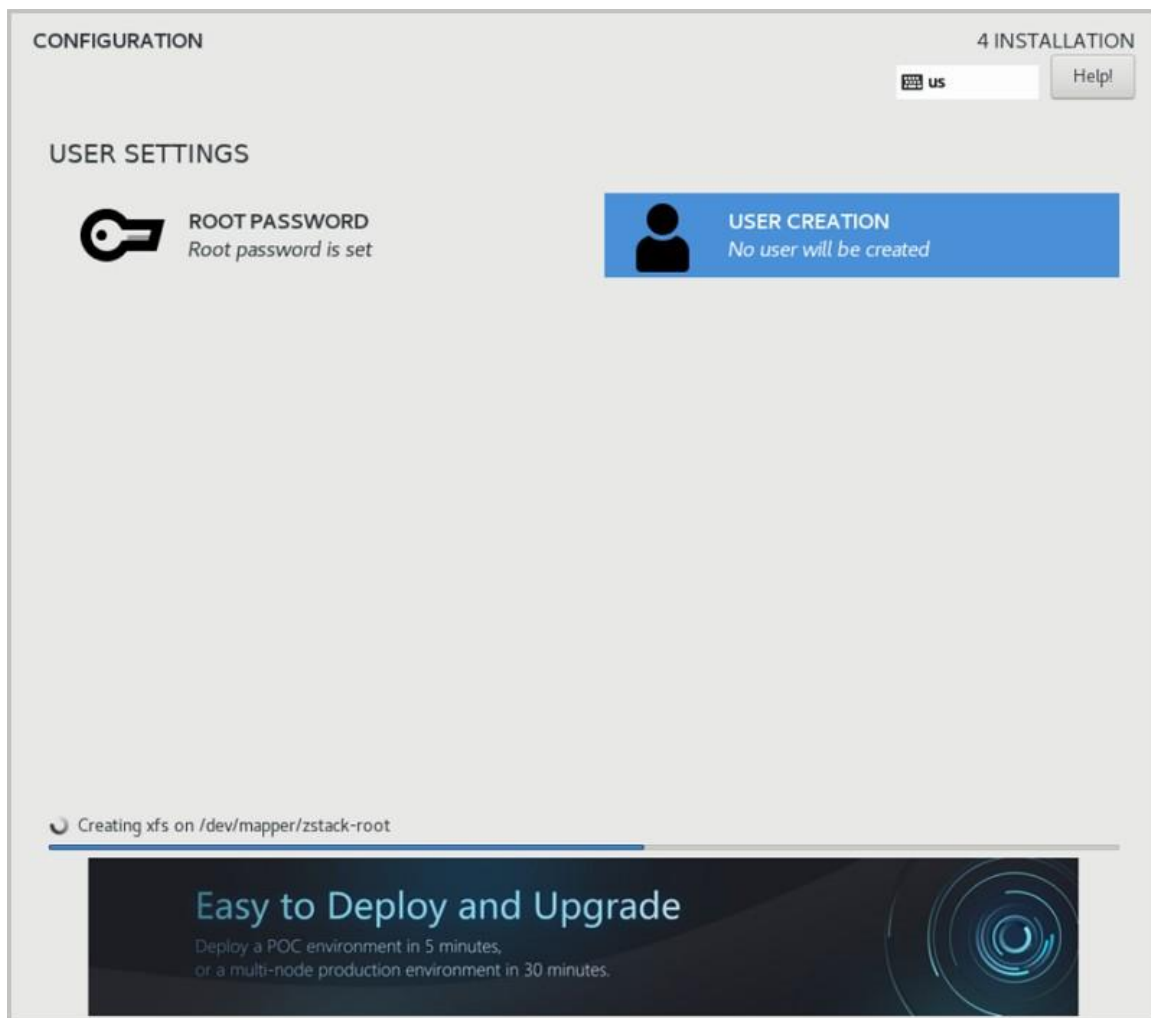 CONFIGURATION
4 INSTALLATION
us
Help!
USER SETTINGS
ROOT PASSWORD
Root password is set
USER CREATION
No user will be created
Creating xfs on /dev/mapper/zstack-root
Easy to Deploy and Upgrade
Deploy a POC environment in 5 minutes,
or a multi-node production environment in 30 minutes.